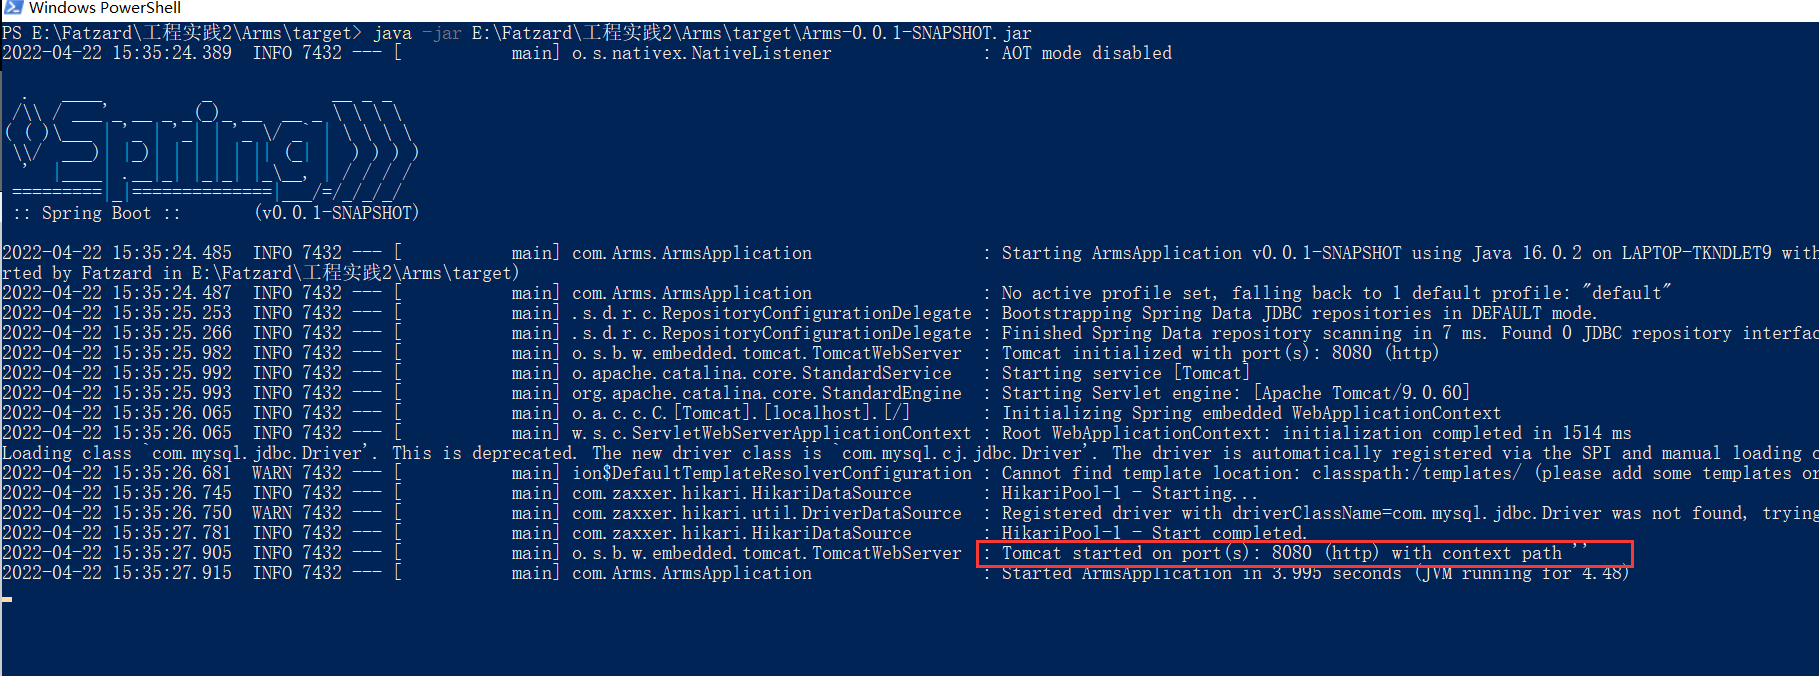 Windows PowerShell
PS E:\Fatzard\工程实践2\Arms\target> java -jar E:\Fatzard\工程实践2\Arms\target\Arms-0.0.1-SNAPSHOT.jar
2022-04-22 15:35:24.389  INFO 7432 --- [           main] o.s.nativex.NativeListener               : AOT mode disabled
Spring
:: Spring Boot ::       (v0.0.1-SNAPSHOT)
2022-04-22 15:35:24.485  INFO 7432 --- [           main] com.Arms.ArmsApplication                 : Starting ArmsApplication v0.0.1-SNAPSHOT using Java 16.0.2 on LAPTOP-TKNDLET9 with
rted by Fatzard in E:\Fatzard\工程实践2\Arms\target)
2022-04-22 15:35:24.487  INFO 7432 --- [           main] com.Arms.ArmsApplication                 : No active profile set, falling back to 1 default profile: "default"
2022-04-22 15:35:25.253  INFO 7432 --- [           main] .s.d.r.c.RepositoryConfigurationDelegate : Bootstrapping Spring Data JDBC repositories in DEFAULT mode.
2022-04-22 15:35:25.266  INFO 7432 --- [           main] .s.d.r.c.RepositoryConfigurationDelegate : Finished Spring Data repository scanning in 7 ms. Found 0 JDBC repository interfac
2022-04-22 15:35:25.982  INFO 7432 --- [           main] o.s.b.w.embedded.tomcat.TomcatWebServer  : Tomcat initialized with port(s): 8080 (http)
2022-04-22 15:35:25.992  INFO 7432 --- [           main] o.apache.catalina.core.StandardService   : Starting service [Tomcat]
2022-04-22 15:35:25.993  INFO 7432 --- [           main] org.apache.catalina.core.StandardEngine  : Starting Servlet engine: [Apache Tomcat/9.0.60]
2022-04-22 15:35:26.065  INFO 7432 --- [           main] o.a.c.c.C.[Tomcat].[localhost].[/]       : Initializing Spring embedded WebApplicationContext
2022-04-22 15:35:26.065  INFO 7432 --- [           main] w.s.c.ServletWebServerApplicationContext : Root WebApplicationContext: initialization completed in 1514 ms
Loading class `com.mysql.jdbc.Driver'. This is deprecated. The new driver class is `com.mysql.cj.jdbc.Driver'. The driver is automatically registered via the SPI and manual loading o
2022-04-22 15:35:26.681  WARN 7432 --- [           main] ion$DefaultTemplateResolverConfiguration : Cannot find template location: classpath:/templates/ (please add some templates or
2022-04-22 15:35:26.745  INFO 7432 --- [           main] com.zaxxer.hikari.HikariDataSource       : HikariPool-1 - Starting...
2022-04-22 15:35:26.750  WARN 7432 --- [           main] com.zaxxer.hikari.util.DriverDataSource  : Registered driver with driverClassName=com.mysql.jdbc.Driver was not found, trying
2022-04-22 15:35:27.781  INFO 7432 --- [           main] com.zaxxer.hikari.HikariDataSource       : HikariPool-1 - Start completed.
2022-04-22 15:35:27.905  INFO 7432 --- [           main] o.s.b.w.embedded.tomcat.TomcatWebServer  : Tomcat started on port(s): 8080 (http) with context path ''
2022-04-22 15:35:27.915  INFO 7432 --- [           main] com.Arms.ArmsApplication                 : Started ArmsApplication in 3.995 seconds (JVM running for 4.48)